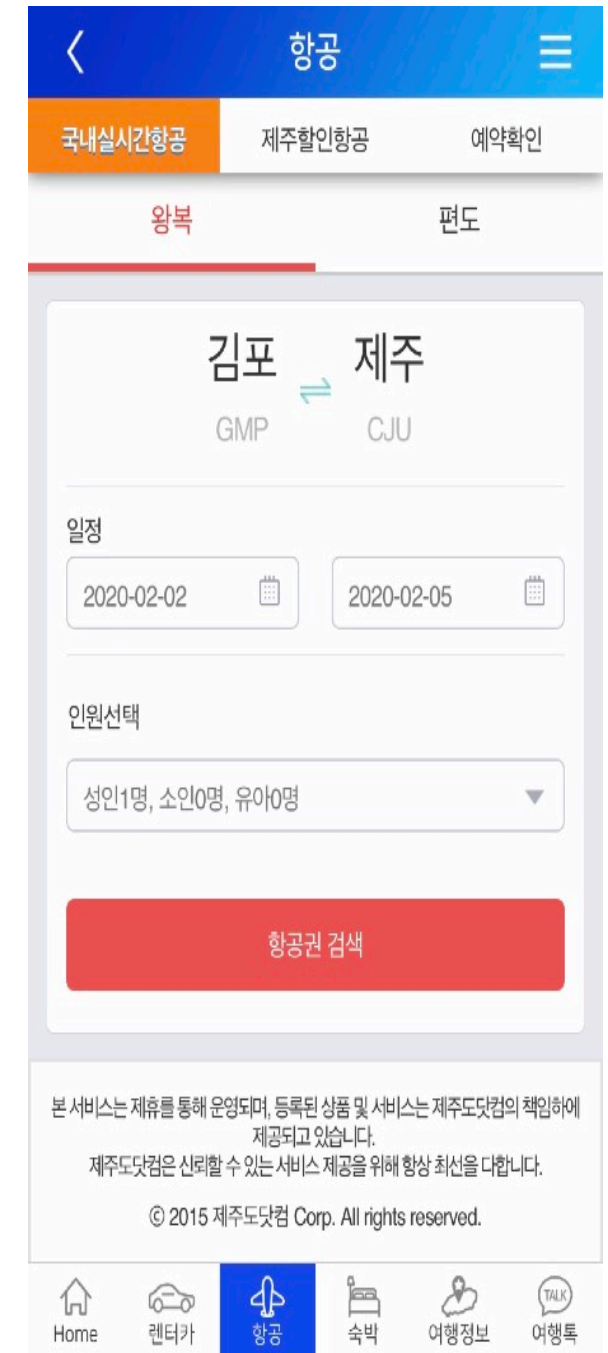 항공
국내실시간항공 제주할인항공 예약확인
왕복 편도
김포 ⇌ 제주
GMP CJU
일정
2020-02-02 2020-02-05
인원선택
성인1명, 소인0명, 유아0명
항공권 검색
본 서비스는 제휴를 통해 운영되며, 등록된 상품 및 서비스는 제주도닷컴의 책임하에
제공되고 있습니다.
제주도닷컴은 신뢰할 수 있는 서비스 제공을 위해 항상 최선을 다합니다.
© 2015 제주도닷컴 Corp. All rights reserved.
TALK
Home 렌터카 항공 숙박 여행정보 여행톡